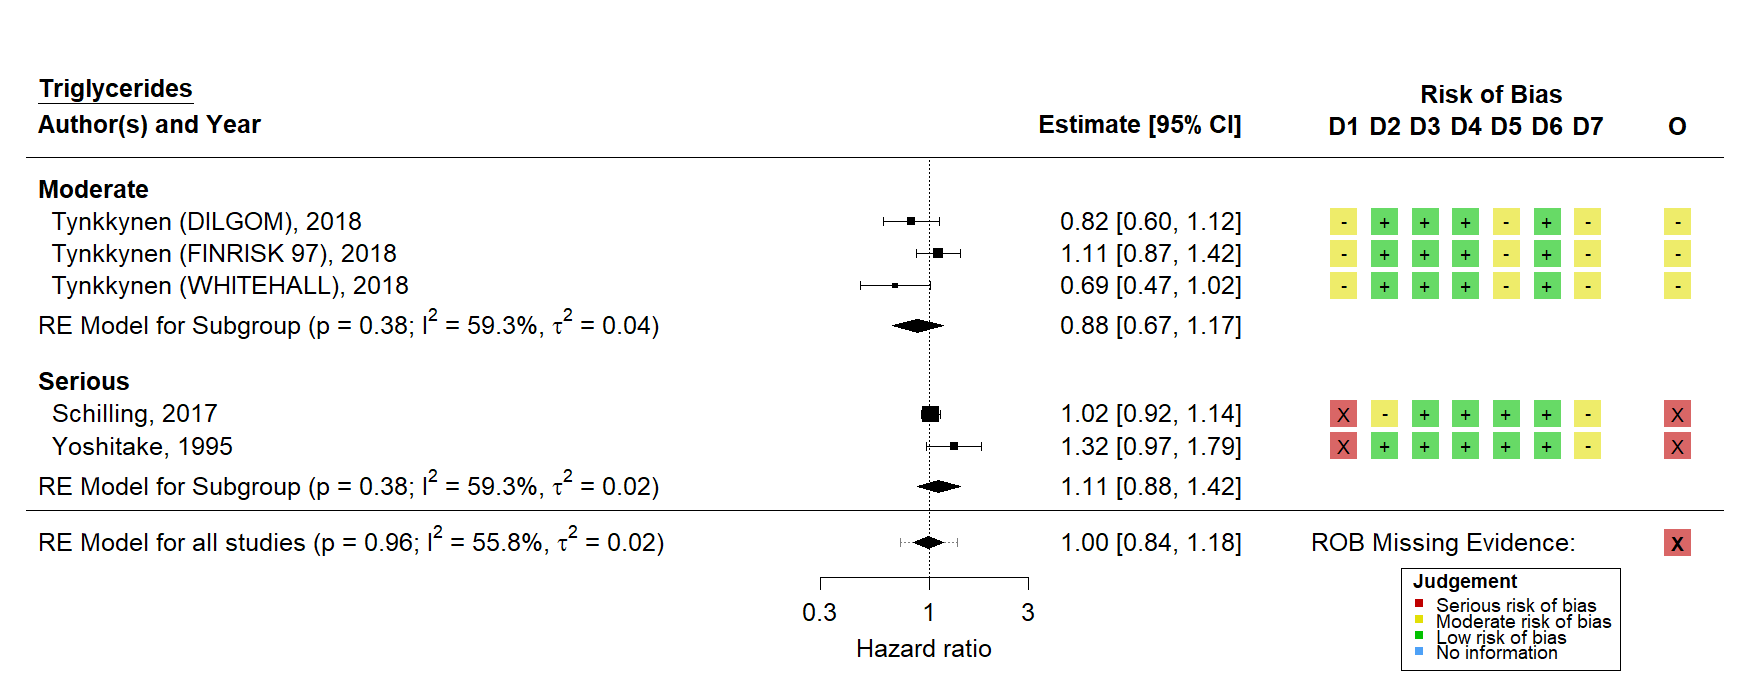 Triglycerides
Risk of Bias
Author(s) and Year Estimate [95% CI] D1 D2 D3 D4 D5 D6 D7 O
Moderate
Tynkkynen (DILGOM), 2018 0.82 [0.60, 1.12] - + + + - + - -
Tynkkynen (FINRISK 97), 2018 1.11 [0.87, 1.42] - + + + - + - -
Tynkkynen (WHITEHALL), 2018 0.69 [0.47, 1.02] - + + + - + - -
RE Model for Subgroup (p = 0.38; I² = 59.3%, τ² = 0.04) 0.88 [0.67, 1.17]
Serious
Schilling, 2017 1.02 [0.92, 1.14] X - + + + + - X
Yoshitake, 1995 1.32 [0.97, 1.79] X + + + + + - X
RE Model for Subgroup (p = 0.38; I² = 59.3%, τ² = 0.02) 1.11 [0.88, 1.42]
RE Model for all studies (p = 0.96; I² = 55.8%, τ² = 0.02) 1.00 [0.84, 1.18] ROB Missing Evidence: X
0.3 1 3
Hazard ratio
Judgement
Serious risk of bias
Moderate risk of bias
Low risk of bias
No information